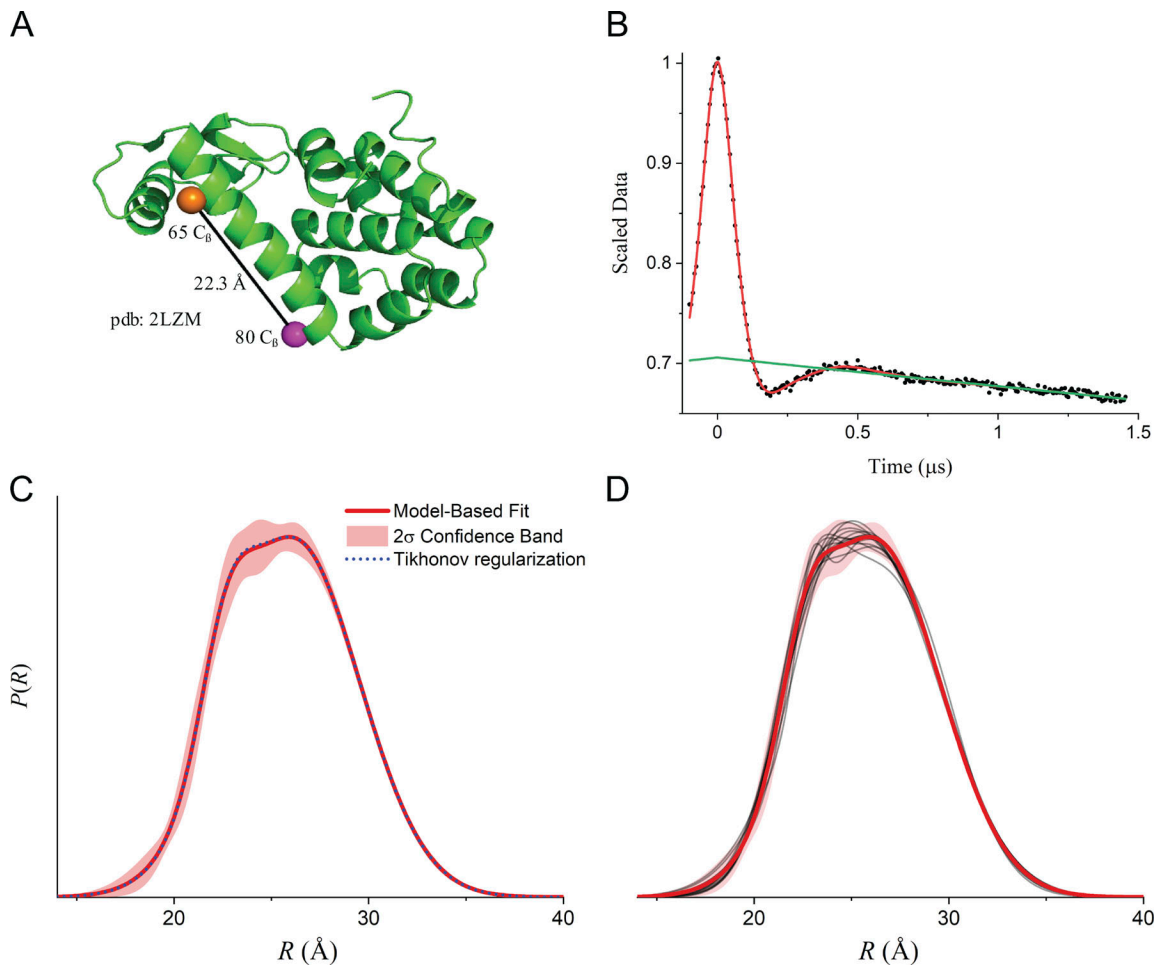 A
65 Cβ
22.3 Å
pdb: 2LZM
80 Cβ
B
1
0.9
0.8
0.7
Scaled Data
0
0.5
1
1.5
Time (μs)
C
Model-Based Fit
2σ Confidence Band
Tikhonov regularization
P(R)
20
30
40
R (Å)
D
20
30
40
R (Å)